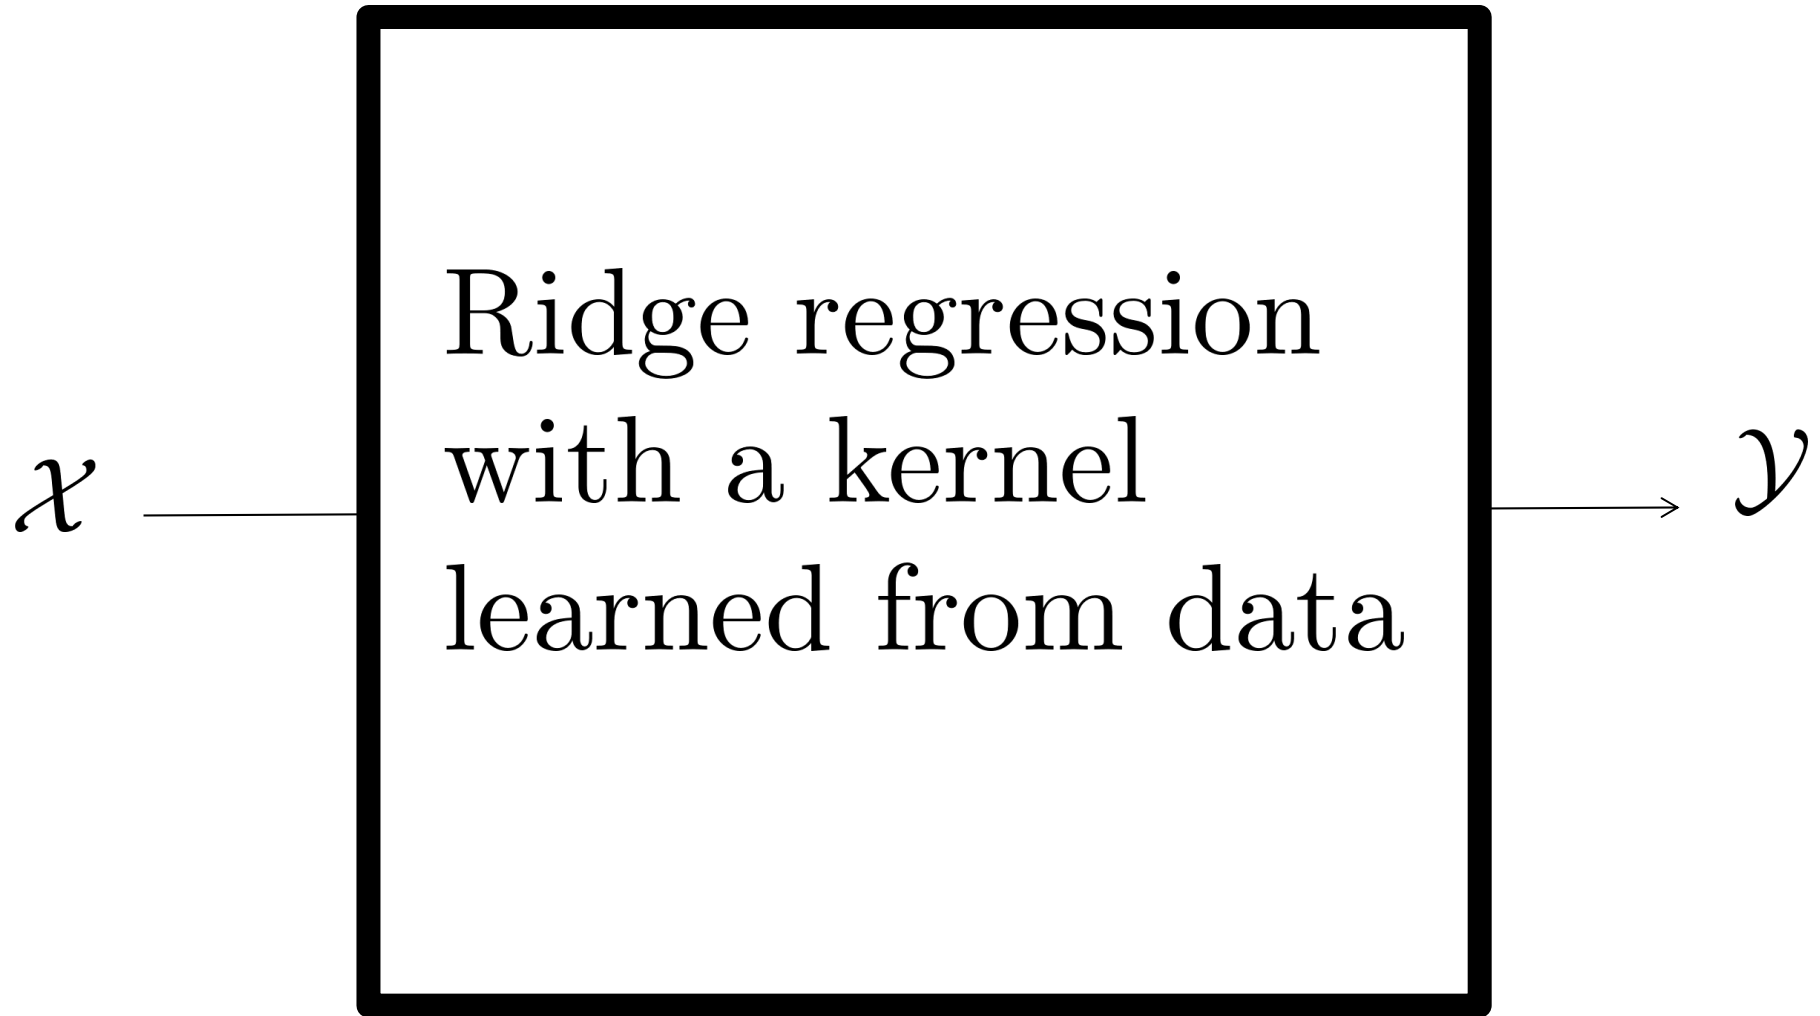 Ridge regression
with a kernel
x
y
learned from data